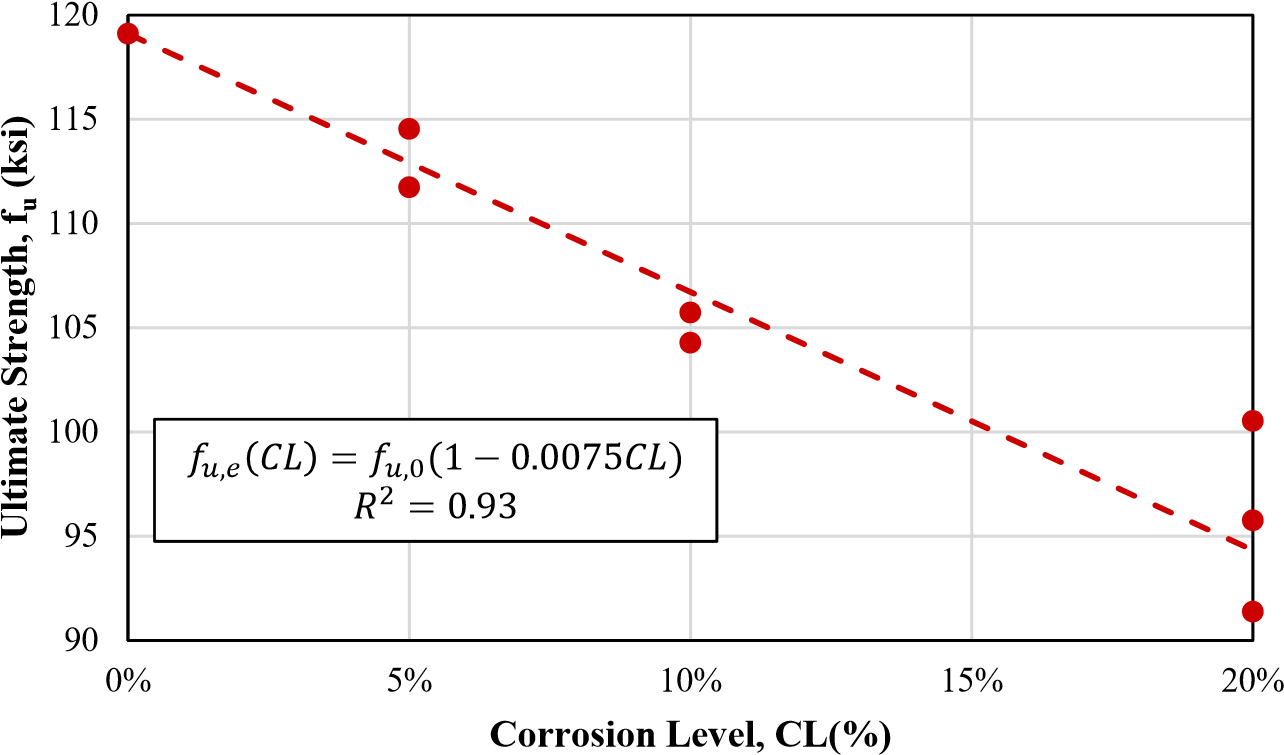 120
115
110
105
100
95
90
Ultimate Strength, fu (ksi)
fu,e(CL) = fu,0(1 − 0.0075CL)
R² = 0.93
0% 5% 10% 15% 20%
Corrosion Level, CL(%)